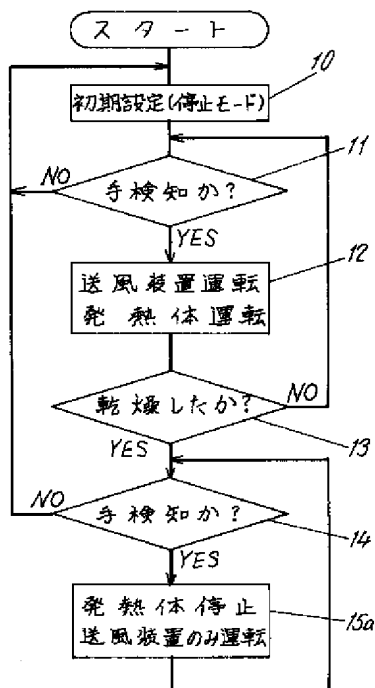 スタート
10
初期設定(停止モード)
11
NO
手検知か?
YES
12
送風装置運転
発熱体運転
乾燥したか?
NO
13
YES
NO
手検知か?
14
YES
発熱体停止
送風装置のみ運転
15a